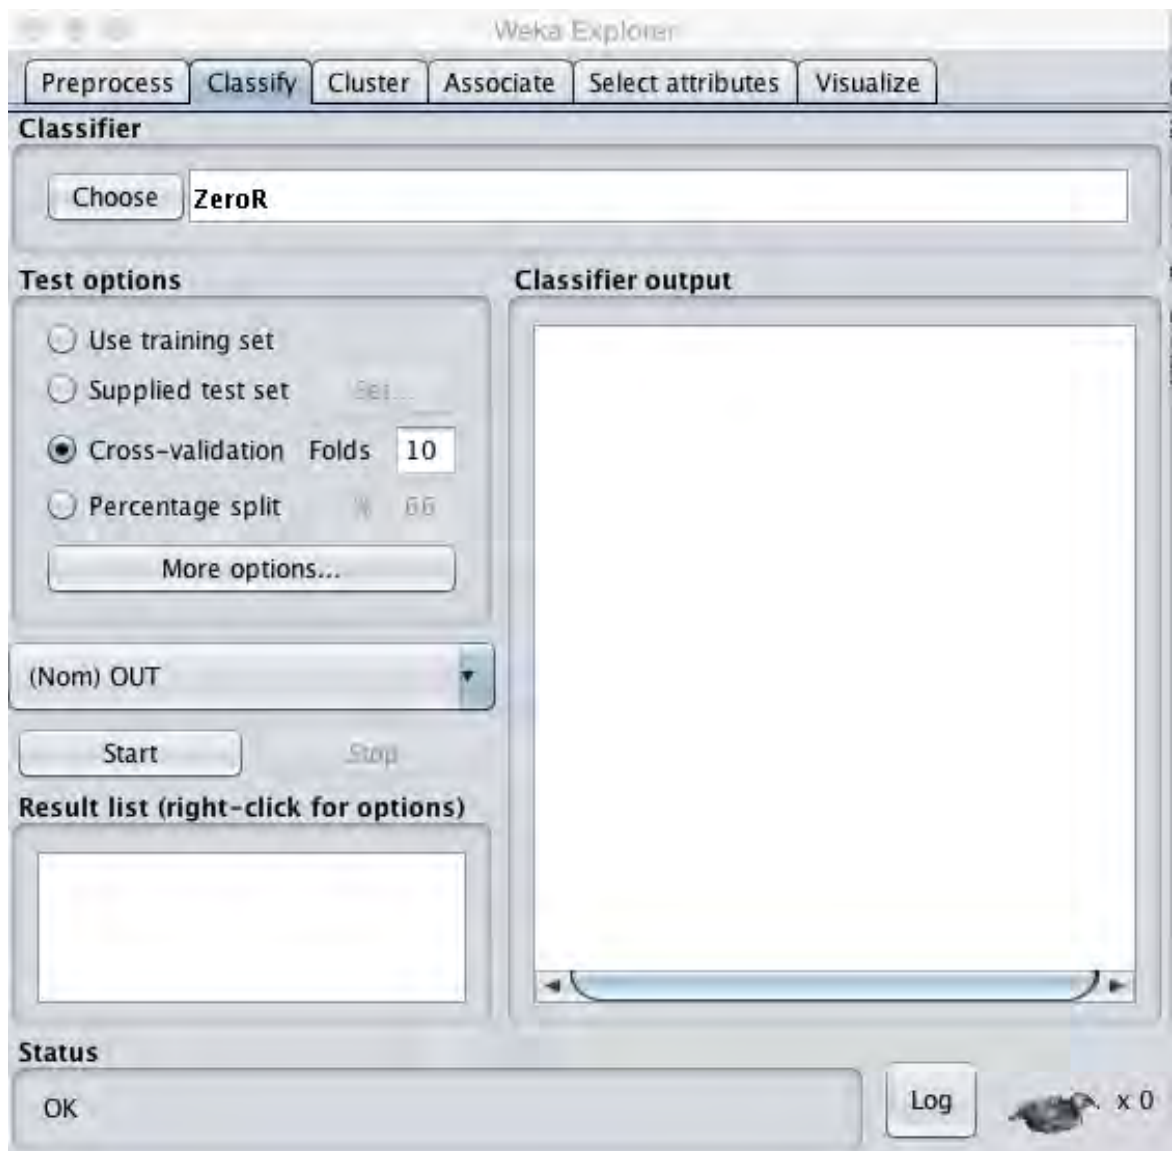 Weka Explorer
Preprocess Classify Cluster Associate Select attributes Visualize
Classifier
Choose ZeroR
Test options
Use training set
Supplied test set Set...
Cross-validation Folds 10
Percentage split % 66
More options...
(Nom) OUT
Start Stop
Result list (right-click for options)
Classifier output
Status
OK
Log
x 0